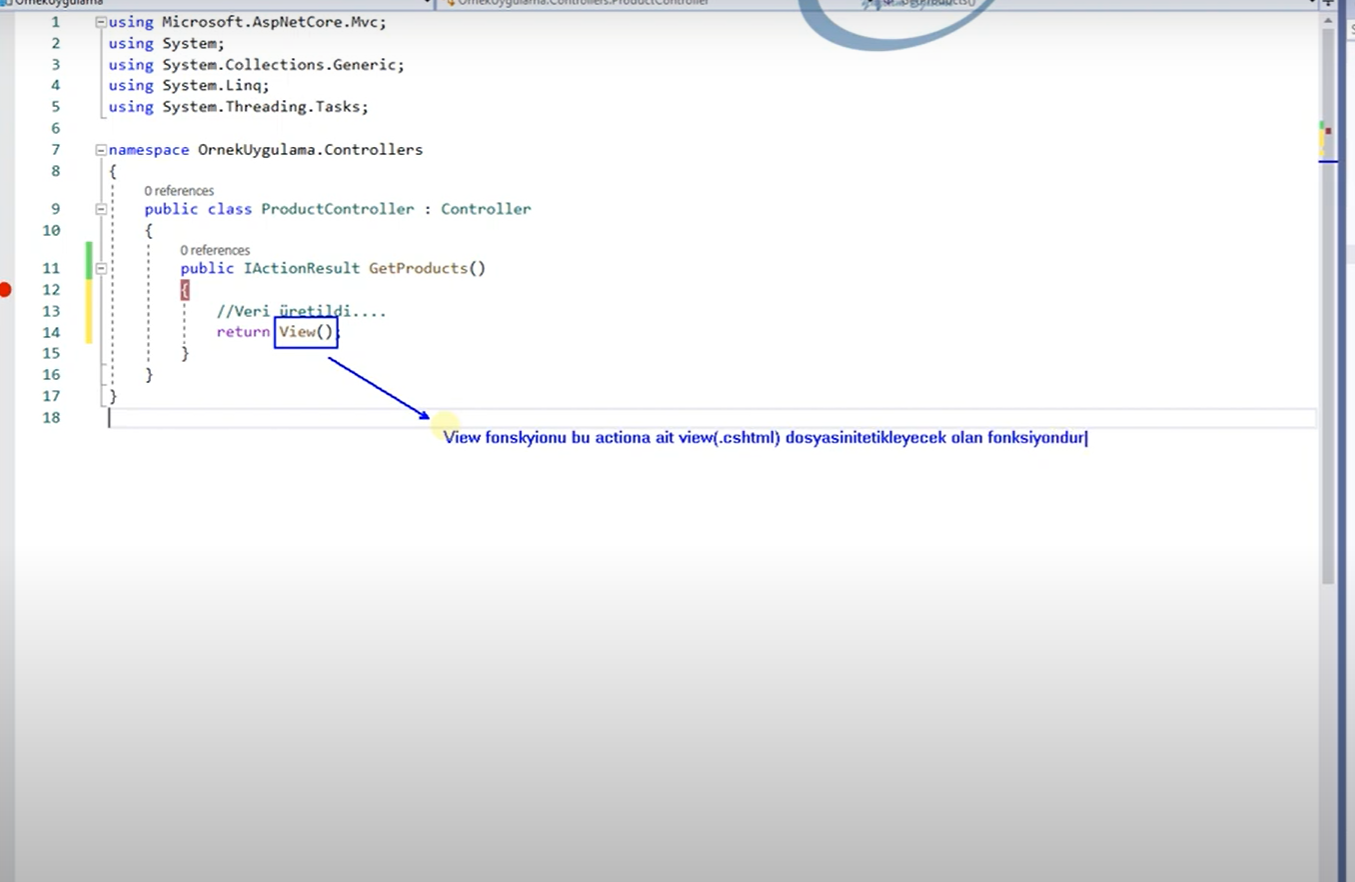 OrnekUygulama
OrnekUygulama.Controllers.ProductController
1 using Microsoft.AspNetCore.Mvc;
2 using System;
3 using System.Collections.Generic;
4 using System.Linq;
5 using System.Threading.Tasks;
6
7 namespace OrnekUygulama.Controllers
8 {
0 references
9 public class ProductController : Controller
10 {
0 references
11 public IActionResult GetProducts()
12 {
13 //Veri üretildi....
14 return View();
15 }
16 }
17 }
18
View fonskyionu bu actiona ait view(.cshtml) dosyasinitetikleyecek olan fonksiyondur